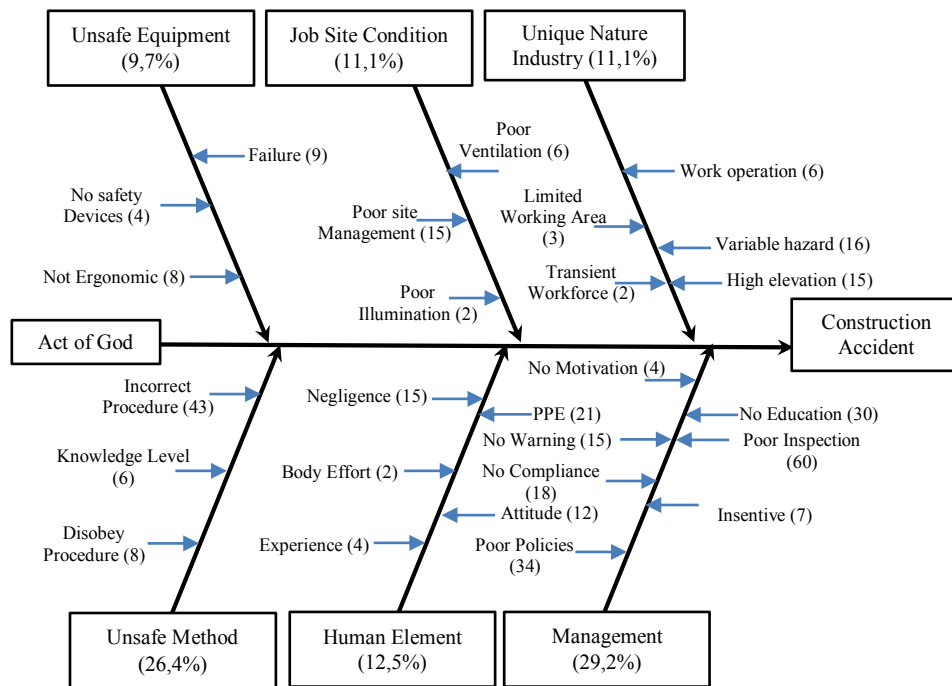 Unsafe Equipment
(9,7%)
Job Site Condition
(11,1%)
Unique Nature
Industry (11,1%)
Failure (9)
No safety
Devices (4)
Not Ergonomic (8)
Poor
Ventilation (6)
Poor site
Management (15)
Poor
Illumination (2)
Work operation (6)
Limited
Working Area
(3)
Variable hazard (16)
Transient
Workforce (2)
High elevation (15)
Act of God
Construction
Accident
Incorrect
Procedure (43)
Knowledge Level
(6)
Disobey
Procedure (8)
Negligence (15)
PPE (21)
Body Effort (2)
Attitude (12)
Experience (4)
No Motivation (4)
No Education (30)
No Warning (15)
Poor Inspection
(60)
No Compliance
(18)
Insentive (7)
Poor Policies
(34)
Unsafe Method
(26,4%)
Human Element
(12,5%)
Management
(29,2%)